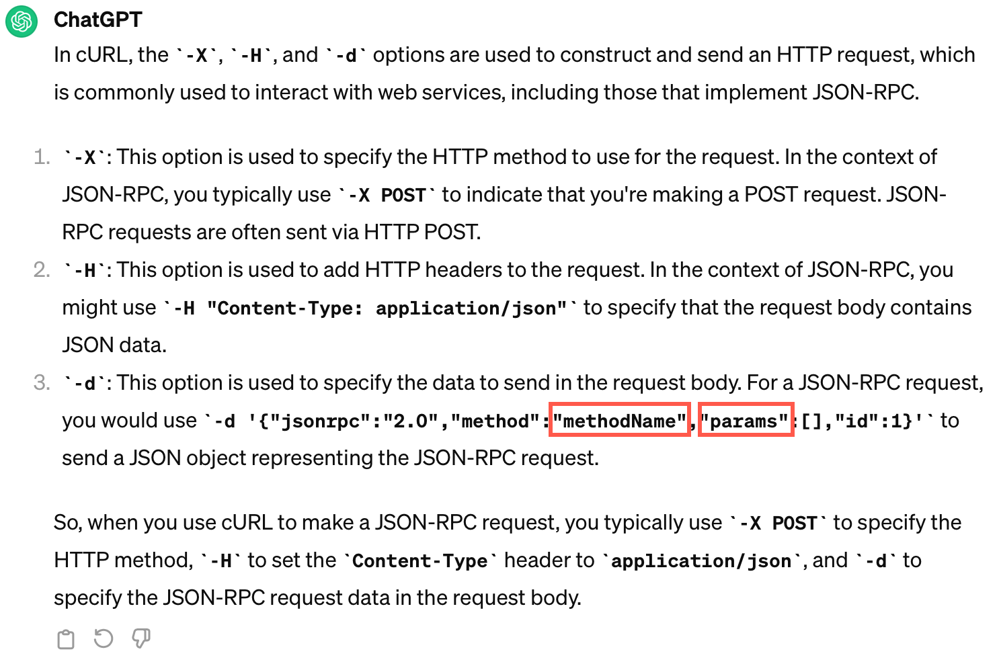 ChatGPT
In cURL, the `-X`, `-H`, and `-d` options are used to construct and send an HTTP request, which
is commonly used to interact with web services, including those that implement JSON-RPC.
1. `-X`: This option is used to specify the HTTP method to use for the request. In the context of
JSON-RPC, you typically use `-X POST` to indicate that you're making a POST request. JSON-
RPC requests are often sent via HTTP POST.
2. `-H`: This option is used to add HTTP headers to the request. In the context of JSON-RPC, you
might use `-H "Content-Type: application/json"` to specify that the request body contains
JSON data.
3. `-d`: This option is used to specify the data to send in the request body. For a JSON-RPC request,
you would use `-d '{"jsonrpc":"2.0","method":"methodName","params":[],"id":1}'` to
send a JSON object representing the JSON-RPC request.
So, when you use cURL to make a JSON-RPC request, you typically use `-X POST` to specify the
HTTP method, `-H` to set the `Content-Type` header to `application/json`, and `-d` to
specify the JSON-RPC request data in the request body.